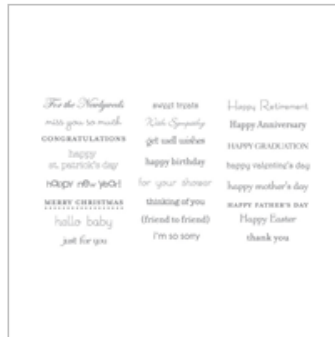 For the Newlyweds
miss you so much
CONGRATULATIONS
happy
st. patrick's day
happy new year!
MERRY CHRISTMAS
hello baby
just for you
sweet treats
With Sympathy
get well wishes
happy birthday
for your shower
thinking of you
(friend to friend)
I'm so sorry
Happy Retirement
Happy Anniversary
HAPPY GRADUATION
happy valentine's day
happy mother's day
HAPPY FATHER'S DAY
Happy Easter
thank you